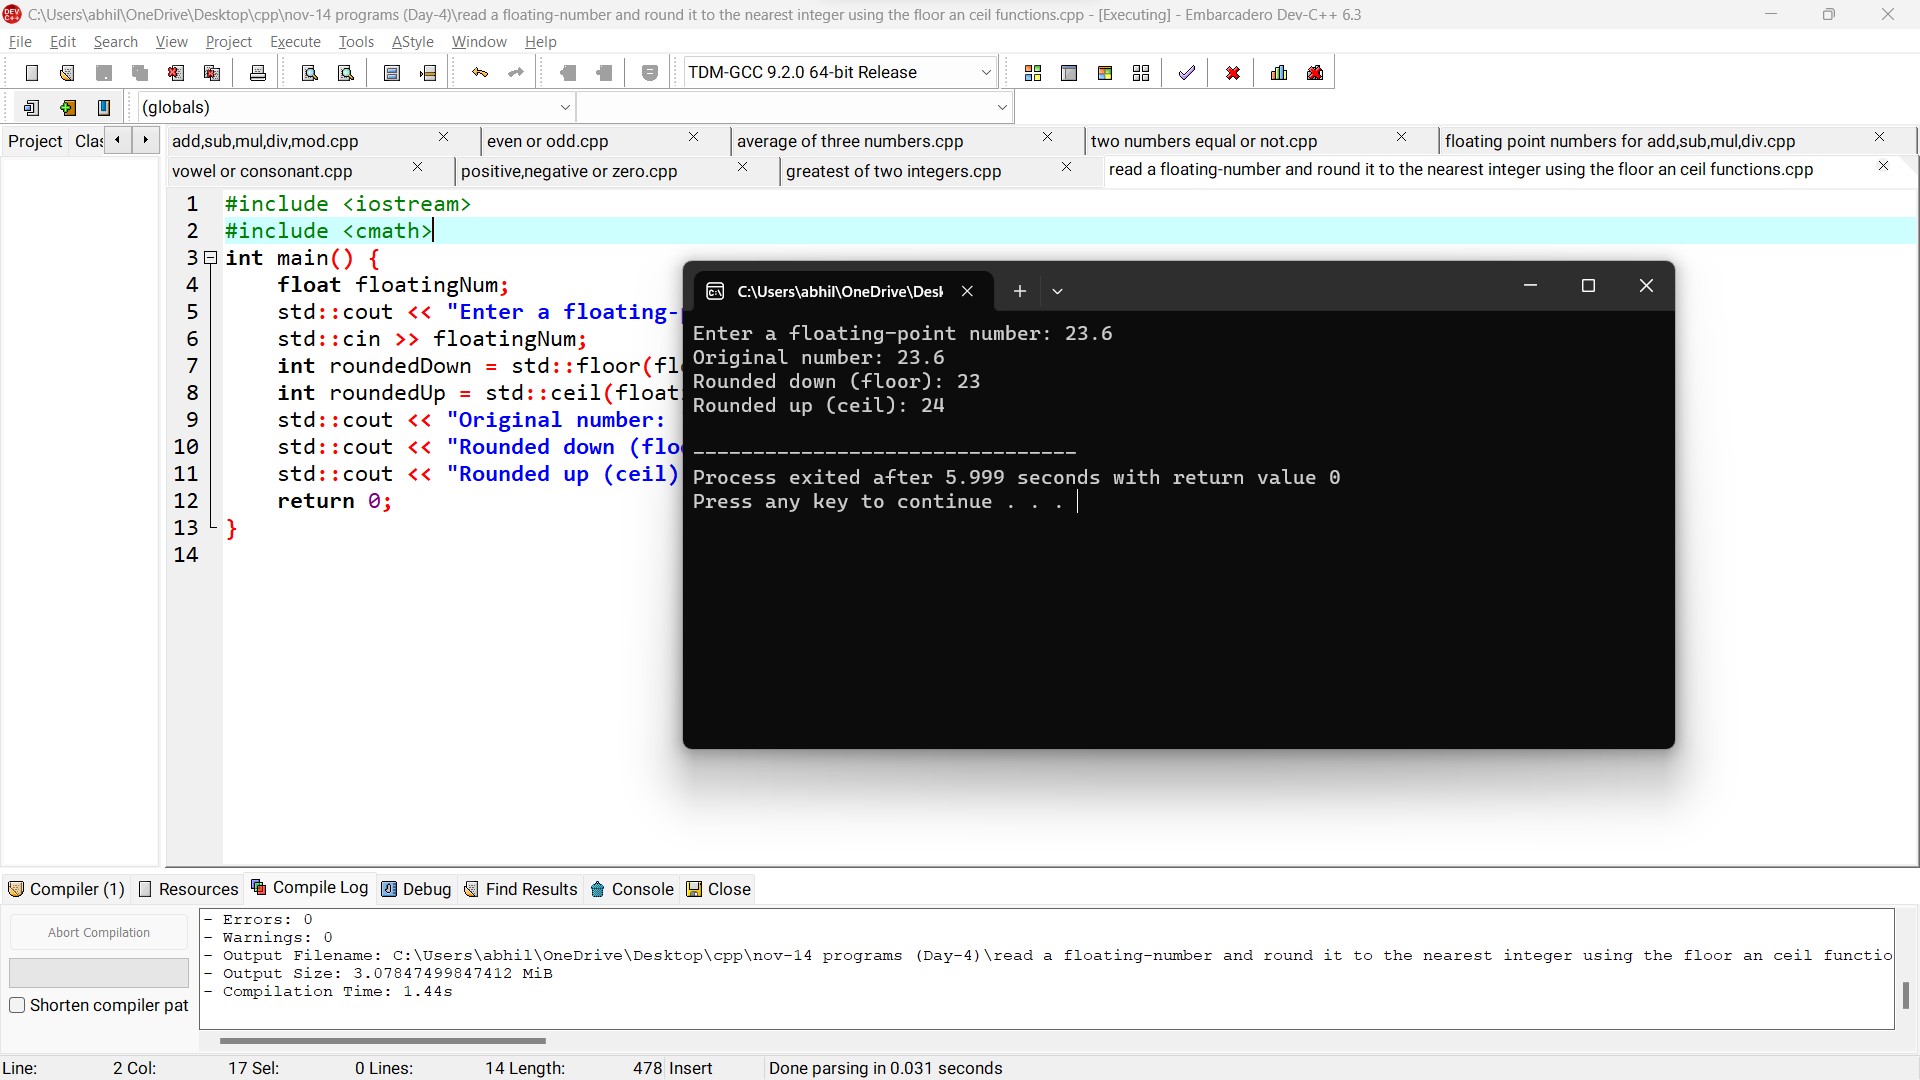 C:\Users\abhil\OneDrive\Desktop\cpp\nov-14 programs (Day-4)\read a floating-number and round it to the nearest integer using the floor an ceil functions.cpp - [Executing] - Embarcadero Dev-C++ 6.3
File Edit Search View Project Execute Tools AStyle Window Help
TDM-GCC 9.2.0 64-bit Release
(globals)
Project Clas add,sub,mul,div,mod.cpp even or odd.cpp average of three numbers.cpp two numbers equal or not.cpp floating point numbers for add,sub,mul,div.cpp
vowel or consonant.cpp positive,negative or zero.cpp greatest of two integers.cpp read a floating-number and round it to the nearest integer using the floor an ceil functions.cpp
1 #include <iostream>
2 #include <cmath>
3 int main() {
4 float floatingNum;
5 std::cout << "Enter a floating-
6 std::cin >> floatingNum;
7 int roundedDown = std::floor(fl
8 int roundedUp = std::ceil(float
9 std::cout << "Original number:
10 std::cout << "Rounded down (flo
11 std::cout << "Rounded up (ceil)
12 return 0;
13 }
14
C:\Users\abhil\OneDrive\Desl
Enter a floating-point number: 23.6
Original number: 23.6
Rounded down (floor): 23
Rounded up (ceil): 24
--------------------------------
Process exited after 5.999 seconds with return value 0
Press any key to continue . . .
Compiler (1) Resources Compile Log Debug Find Results Console Close
Abort Compilation
Shorten compiler pat
- Errors: 0
- Warnings: 0
- Output Filename: C:\Users\abhil\OneDrive\Desktop\cpp\nov-14 programs (Day-4)\read a floating-number and round it to the nearest integer using the floor an ceil functio
- Output Size: 3.07847499847412 MiB
- Compilation Time: 1.44s
Line: 2 Col: 17 Sel: 0 Lines: 14 Length: 478 Insert Done parsing in 0.031 seconds